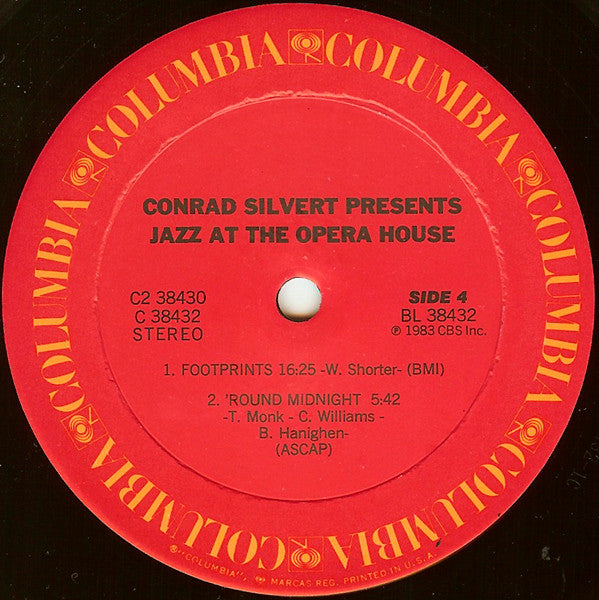 COLUMBIA COLUMBIA COLUMBIA COLUMBIA COLUMBIA COLUMBIA
CONRAD SILVERT PRESENTS
JAZZ AT THE OPERA HOUSE
C2 38430
C 38432
STEREO
SIDE 4
BL 38432
℗ 1983 CBS Inc.
1. FOOTPRINTS 16:25 -W. Shorter- (BMI)
2. 'ROUND MIDNIGHT 5:42
-T. Monk - C. Williams -
B. Hanighen-
(ASCAP)
®"COLUMBIA", MARCAS REG. PRINTED IN U.S.A.